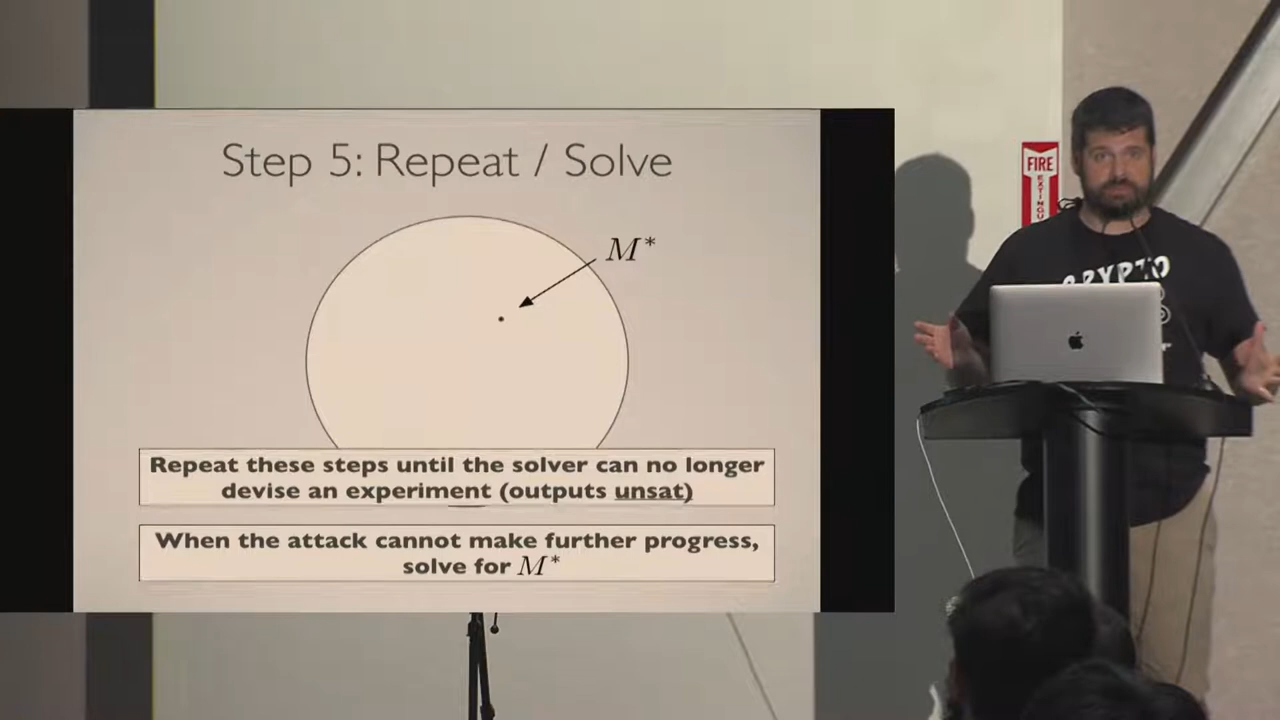 Step 5: Repeat / Solve
M*
Repeat these steps until the solver can no longer
devise an experiment (outputs unsat)
When the attack cannot make further progress,
solve for M*
FIRE
CRYPTO